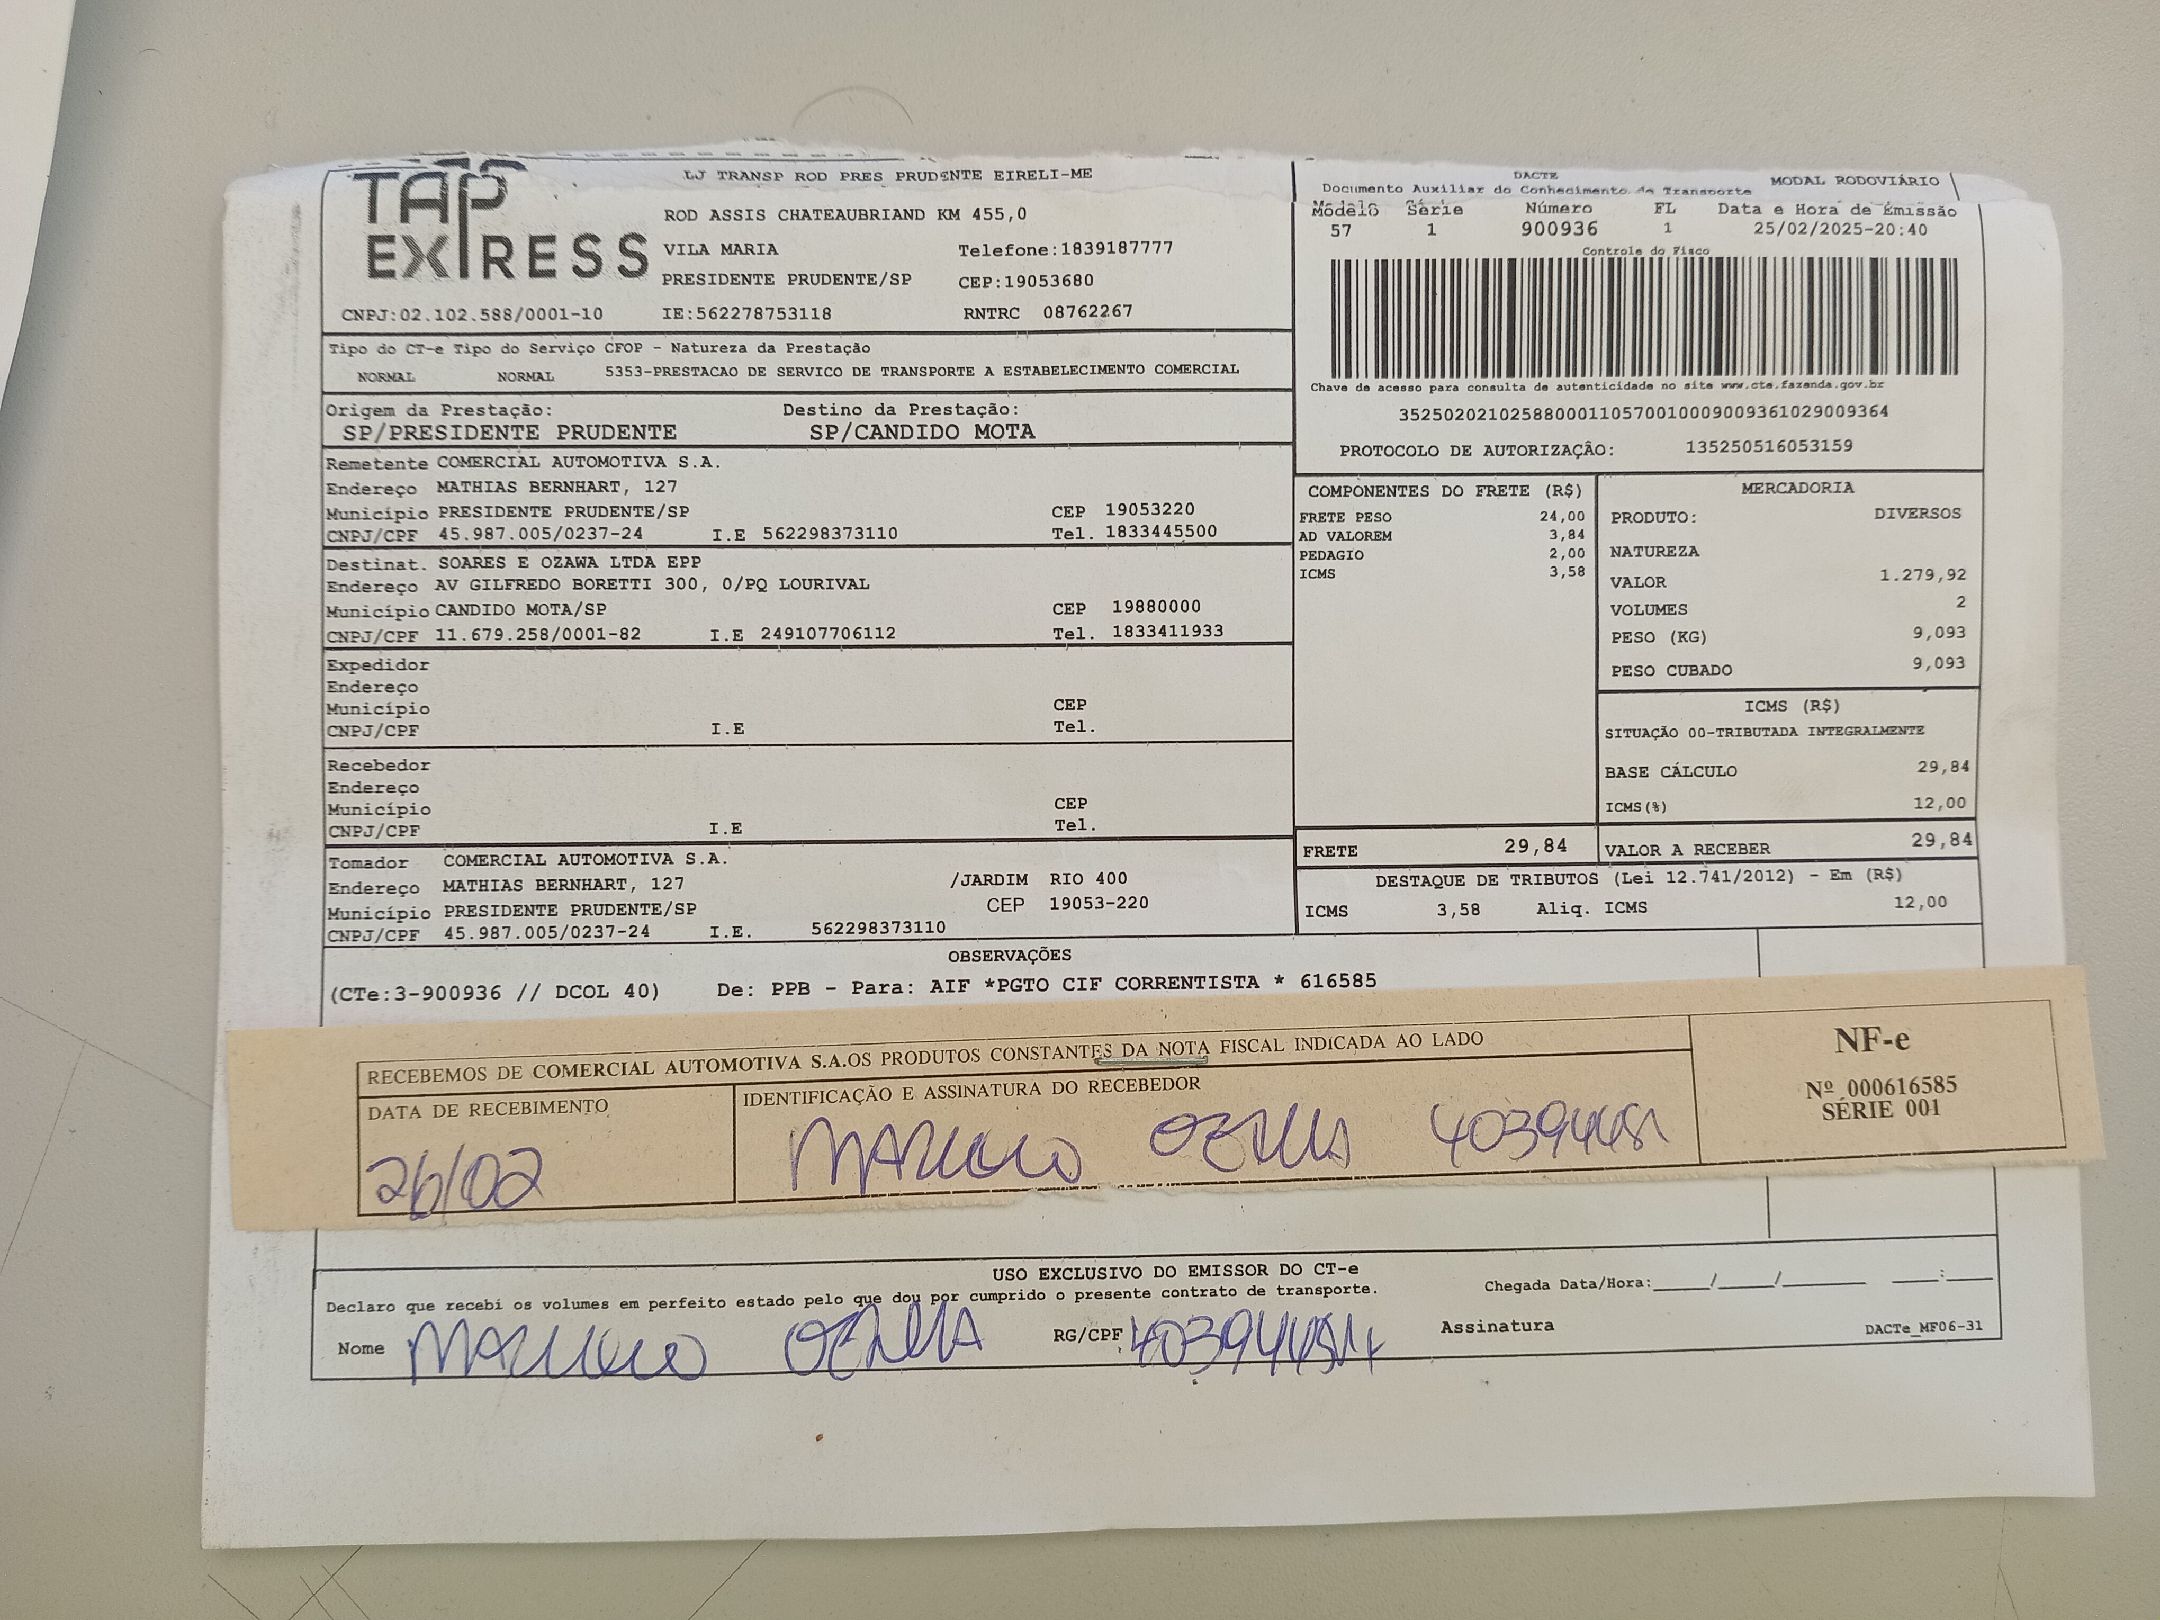 TAP EXPRESS
LJ TRANSP ROD PRES PRUDENTE EIRELI-ME
ROD ASSIS CHATEAUBRIAND KM 455,0
VILA MARIA Telefone:1839187777
PRESIDENTE PRUDENTE/SP CEP:19053680
CNPJ:02.102.588/0001-10 IE:562278753118 RNTRC 08762267
DACTE
Documento Auxiliar do Conhecimento de Transporte MODAL RODOVIÁRIO
Modelo Série Número FL Data e Hora de Emissão
57 1 900936 1 25/02/2025-20:40
Controle do Fisco
Chave de acesso para consulta de autenticidade no site www.cte.fazenda.gov.br
35250202102588000110570010009009361029009364
PROTOCOLO DE AUTORIZAÇÂO: 135250516053159
Tipo do CT-e Tipo do Serviço CFOP - Natureza da Prestação
NORMAL NORMAL 5353-PRESTACAO DE SERVICO DE TRANSPORTE A ESTABELECIMENTO COMERCIAL
Origem da Prestação: Destino da Prestação:
SP/PRESIDENTE PRUDENTE SP/CANDIDO MOTA
Remetente COMERCIAL AUTOMOTIVA S.A.
Endereço MATHIAS BERNHART, 127
Município PRESIDENTE PRUDENTE/SP CEP 19053220
CNPJ/CPF 45.987.005/0237-24 I.E 562298373110 Tel. 1833445500
Destinat. SOARES E OZAWA LTDA EPP
Endereço AV GILFREDO BORETTI 300, 0/PQ LOURIVAL
Município CANDIDO MOTA/SP CEP 19880000
CNPJ/CPF 11.679.258/0001-82 I.E 249107706112 Tel. 1833411933
Expedidor
Endereço
Município CEP
CNPJ/CPF I.E Tel.
Recebedor
Endereço
Município CEP
CNPJ/CPF I.E Tel.
Tomador COMERCIAL AUTOMOTIVA S.A.
Endereço MATHIAS BERNHART, 127 /JARDIM RIO 400
Município PRESIDENTE PRUDENTE/SP CEP 19053-220
CNPJ/CPF 45.987.005/0237-24 I.E. 562298373110
COMPONENTES DO FRETE (R$)
FRETE PESO 24,00
AD VALOREM 3,84
PEDAGIO 2,00
ICMS 3,58
FRETE 29,84
MERCADORIA
PRODUTO: DIVERSOS
NATUREZA
VALOR 1.279,92
VOLUMES 2
PESO (KG) 9,093
PESO CUBADO 9,093
ICMS (R$)
SITUAÇÃO 00-TRIBUTADA INTEGRALMENTE
BASE CÁLCULO 29,84
ICMS(%) 12,00
VALOR A RECEBER 29,84
DESTAQUE DE TRIBUTOS (Lei 12.741/2012) - Em (R$)
ICMS 3,58 Aliq. ICMS 12,00
OBSERVAÇÕES
(CTe:3-900936 // DCOL 40) De: PPB - Para: AIF *PGTO CIF CORRENTISTA * 616585
RECEBEMOS DE COMERCIAL AUTOMOTIVA S.A.OS PRODUTOS CONSTANTES DA NOTA FISCAL INDICADA AO LADO
DATA DE RECEBIMENTO
26/02
IDENTIFICAÇÃO E ASSINATURA DO RECEBEDOR
NF-e
Nº 000616585
SÉRIE 001
USO EXCLUSIVO DO EMISSOR DO CT-e
Declaro que recebi os volumes em perfeito estado pelo que dou por cumprido o presente contrato de transporte.
Chegada Data/Hora:____/____/______ ____:____
Nome RG/CPF Assinatura
DACTe_MF06-31